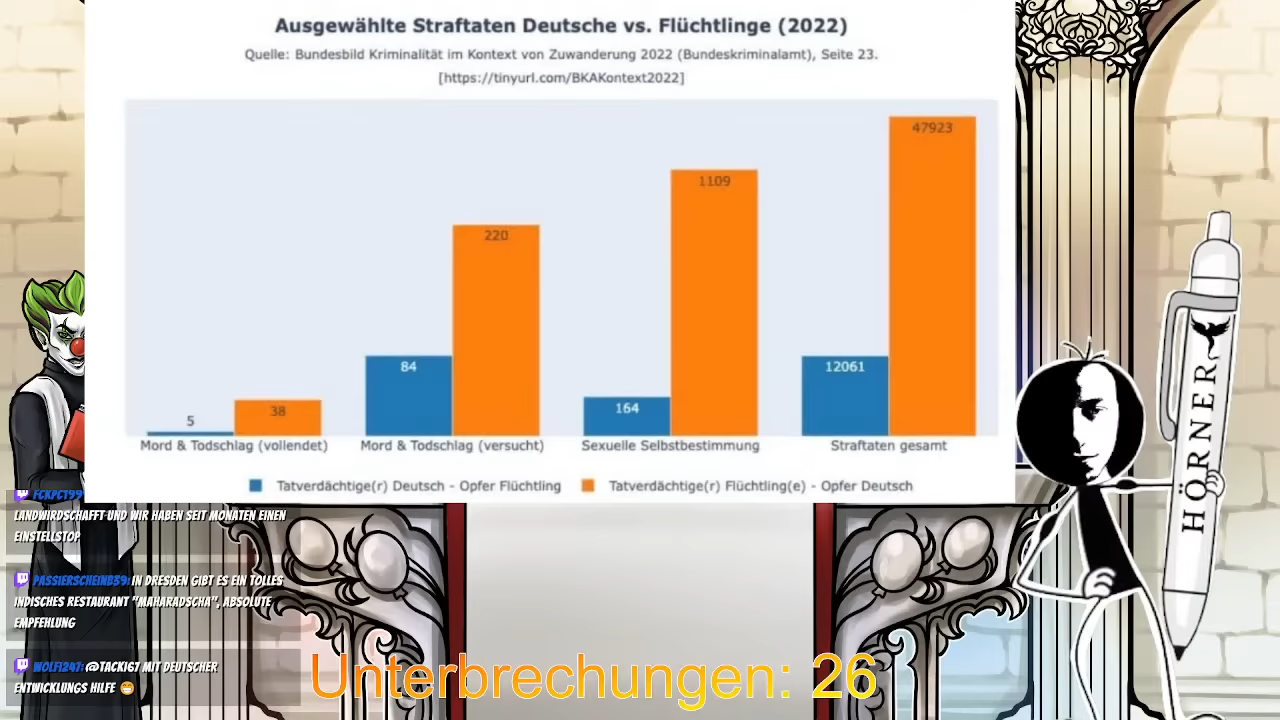 Ausgewählte Straftaten Deutsche vs. Flüchtlinge (2022)
Quelle: Bundesbild Kriminalität im Kontext von Zuwanderung 2022 (Bundeskriminalamt), Seite 23.
[https://tinyurl.com/BKAKontext2022]
5
38
84
220
164
1109
12061
47923
Mord & Todschlag (vollendet)
Mord & Todschlag (versucht)
Sexuelle Selbstbestimmung
Straftaten gesamt
Tatverdächtige(r) Deutsch - Opfer Flüchtling
Tatverdächtige(r) Flüchtling(e) - Opfer Deutsch
HÖRNER
FCKPCT99
LANDWIRDSCHAFFT UND WIR HABEN SEIT MONATEN EINEN
EINSTELLSTOP
PASSIERSCHEINB39: IN DRESDEN GIBT ES EIN TOLLES
INDISCHES RESTAURANT "MAHARADSCHA", ABSOLUTE
EMPFEHLUNG
WOLFI247: @TACKI67 MIT DEUTSCHER
ENTWICKLUNGS HILFE 😁
Unterbrechungen: 26